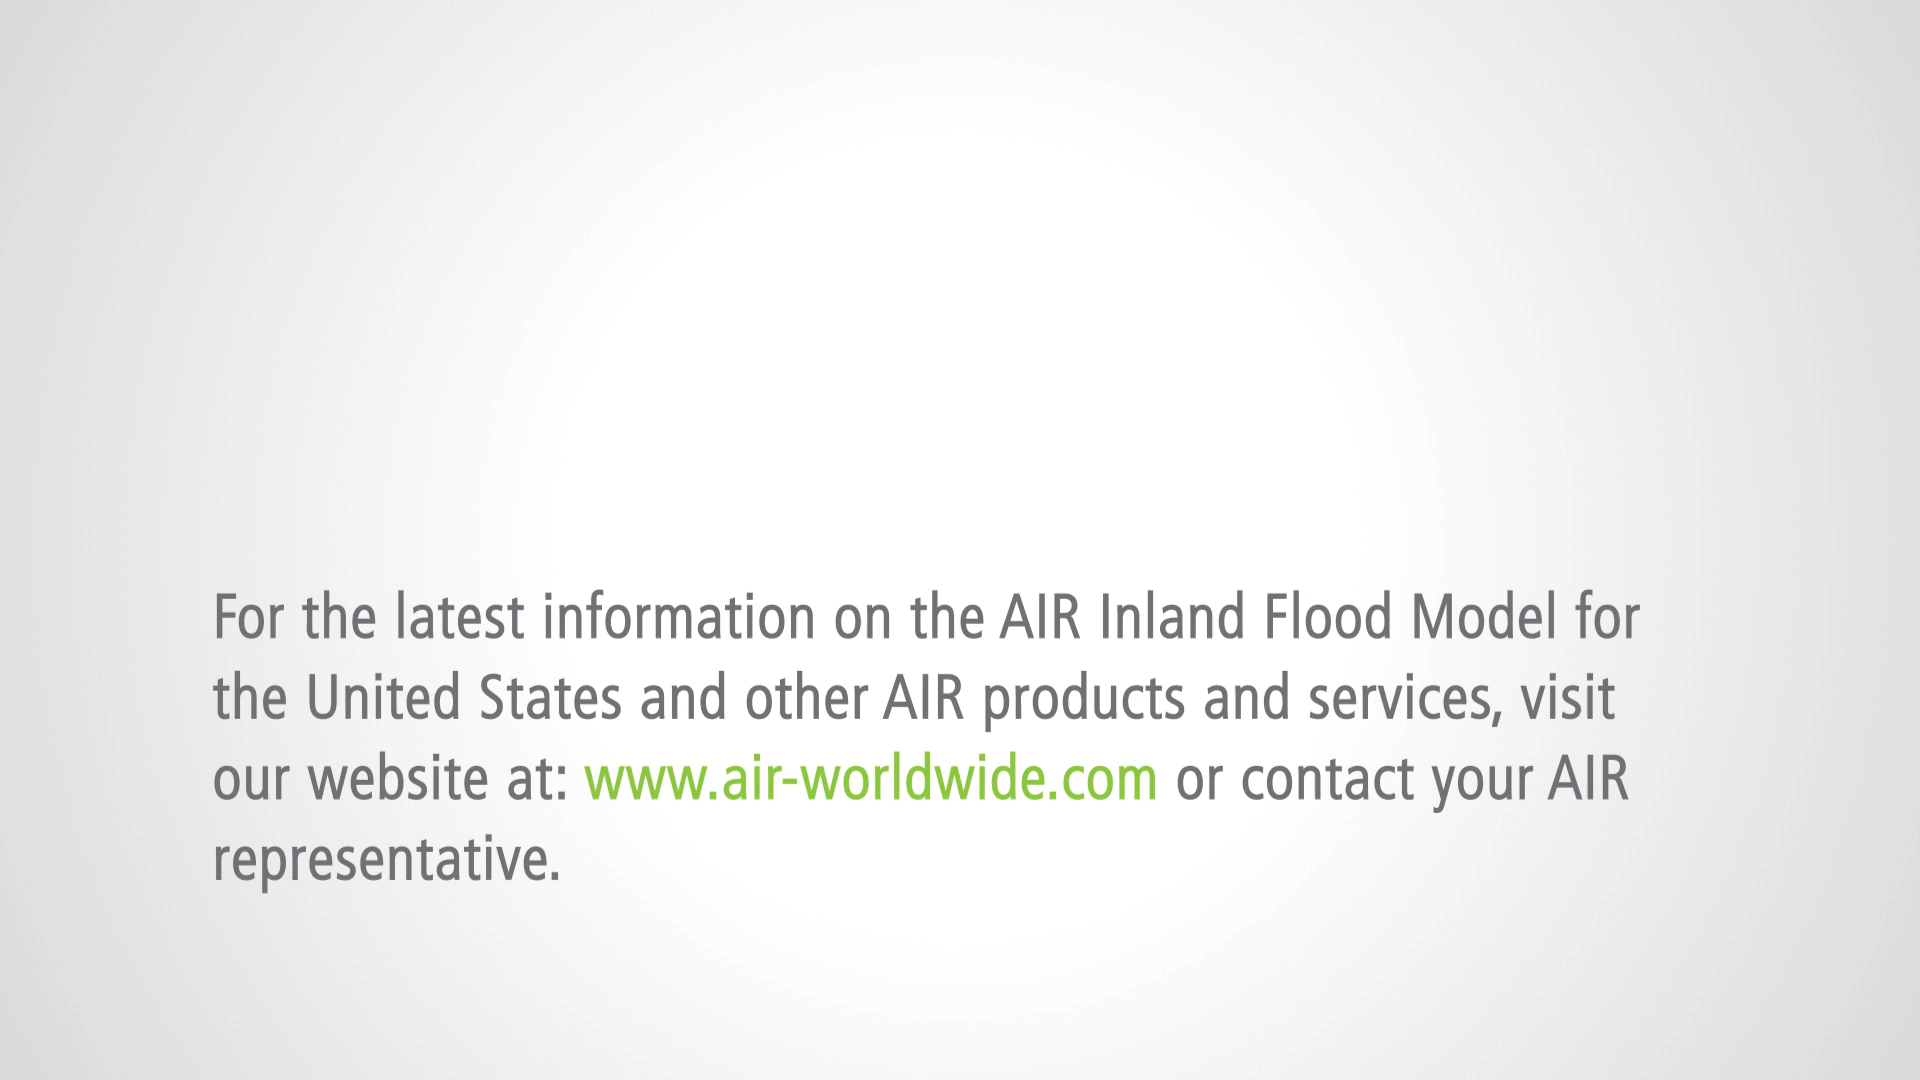 For the latest information on the AIR Inland Flood Model for
the United States and other AIR products and services, visit
our website at: www.air-worldwide.com or contact your AIR
representative.